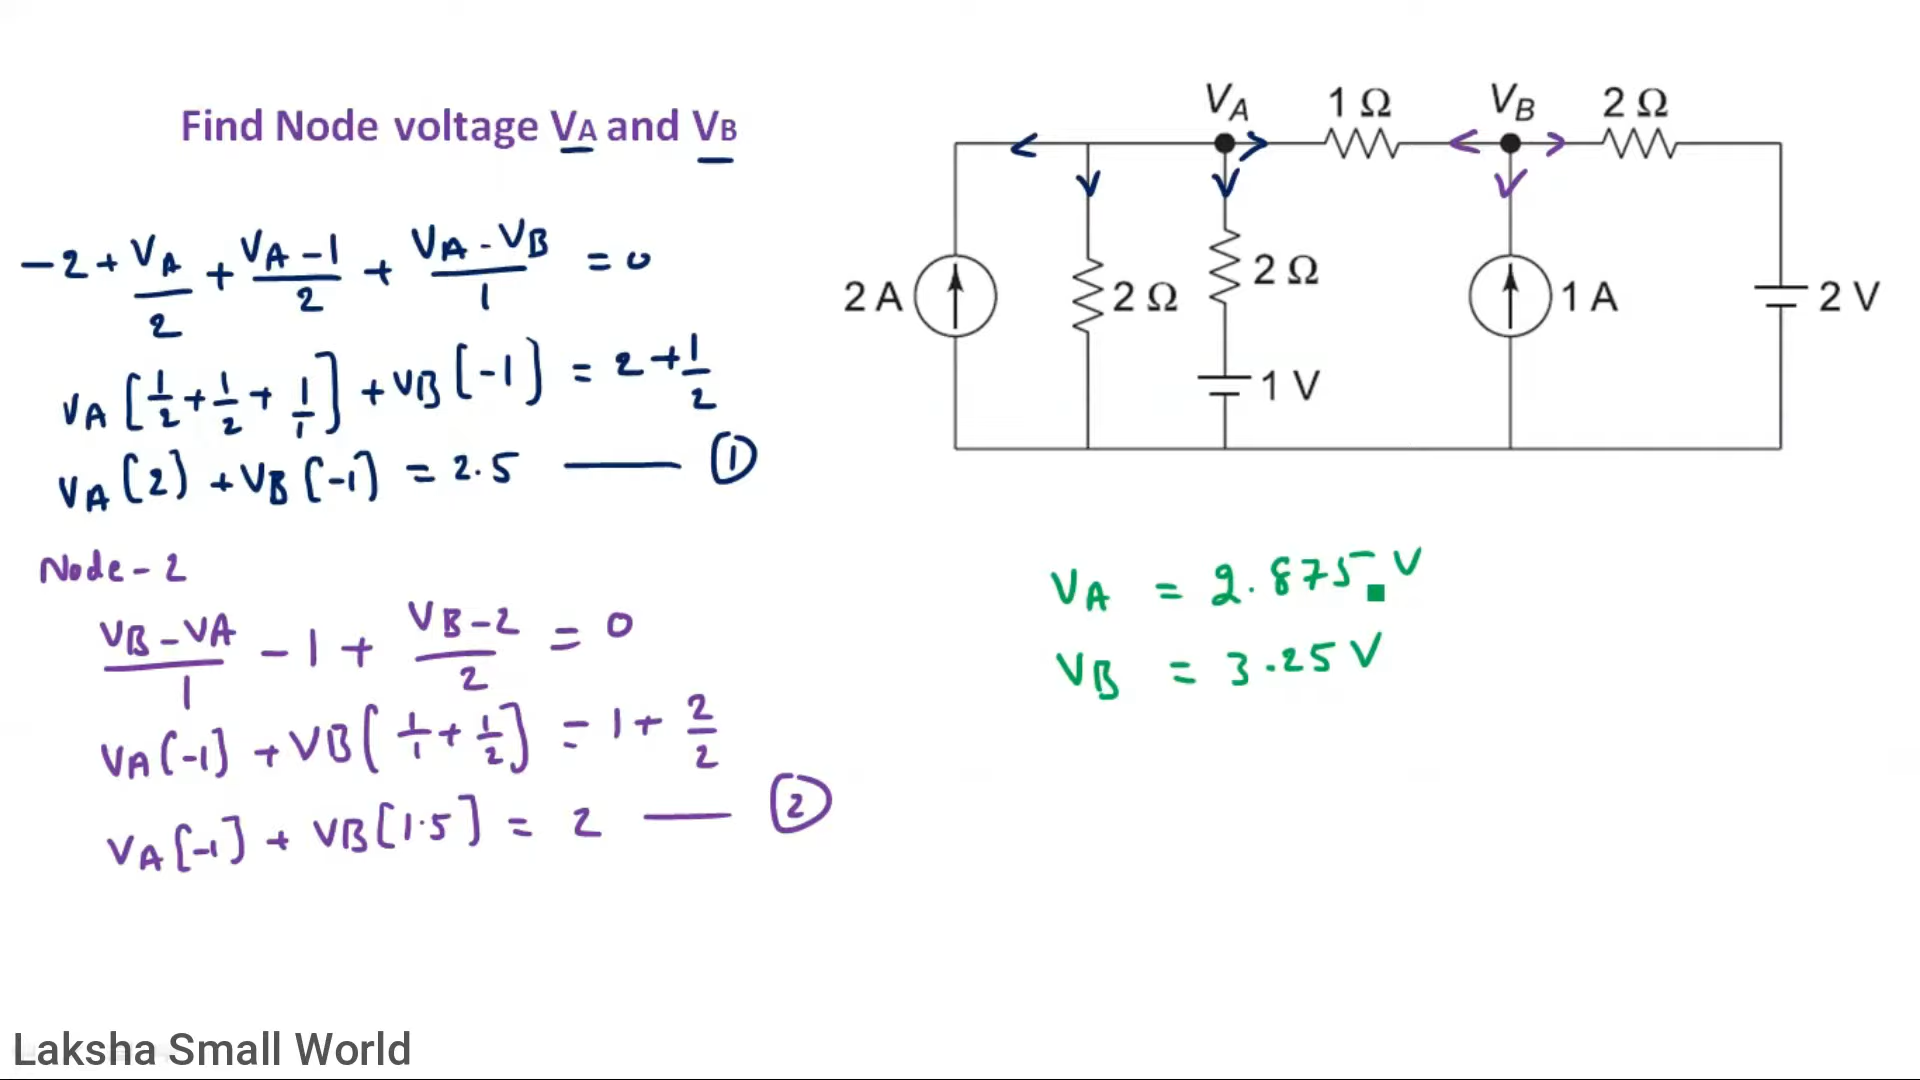 Find Node voltage VA and VB
-2 + VA/2 + (VA - 1)/2 + (VA - VB)/1 = 0
VA [1/2 + 1/2 + 1/1] + VB [-1] = 2 + 1/2
VA (2) + VB (-1) = 2.5 —— ①
Node - 2
(VB - VA)/1 - 1 + (VB - 2)/2 = 0
VA (-1) + VB (1/1 + 1/2) = 1 + 2/2
VA [-1] + VB [1.5] = 2 —— ②
VA 1 Ω VB 2 Ω
2 A 2 Ω 2 Ω 1 A 2 V
1 V
VA = 2.875 V
VB = 3.25 V
Laksha Small World